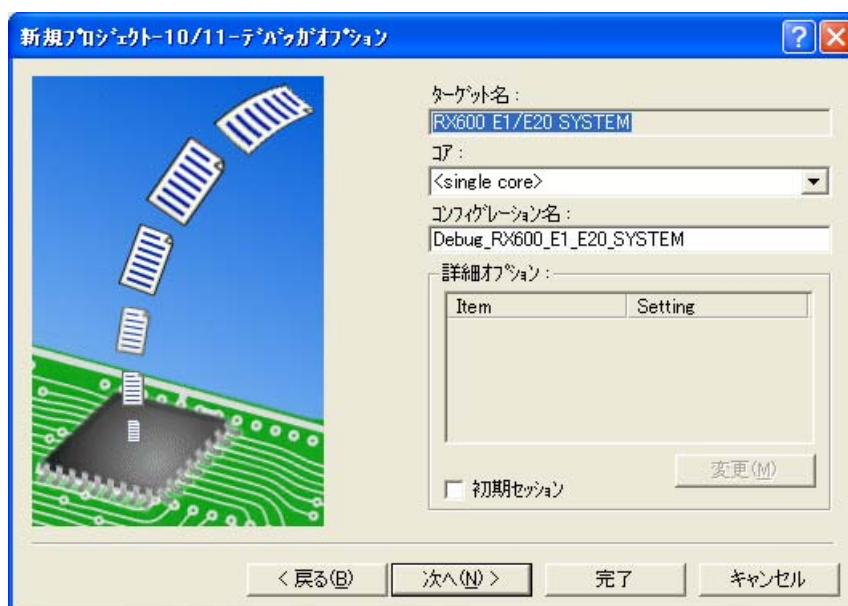 新規プロジェクト-10/11-デバッガオプション
ターゲット名：
RX600 E1/E20 SYSTEM
コア：
<single core>
コンフィグレーション名：
Debug_RX600_E1_E20_SYSTEM
詳細オプション：
Item Setting
変更(M)
初期セッション
< 戻る(B) 次へ(N) > 完了 キャンセル